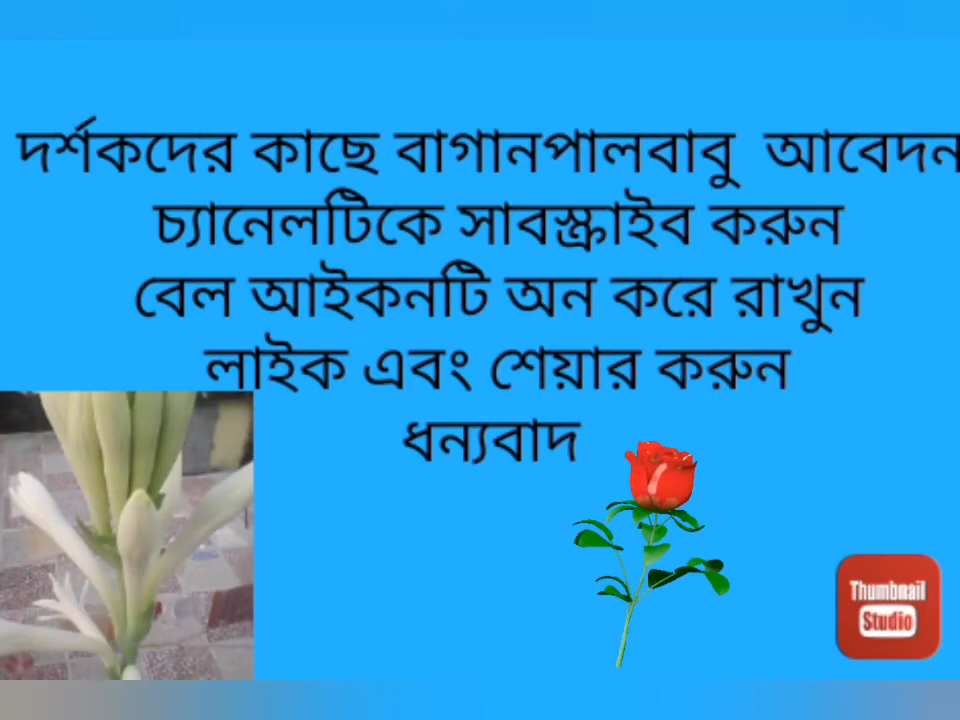 দর্শকদের কাছে বাগানপালবাবু আবেদন
চ্যানেলটিকে সাবস্ক্রাইব করুন
বেল আইকনটি অন করে রাখুন
লাইক এবং শেয়ার করুন
ধন্যবাদ
Thumbnail
Studio